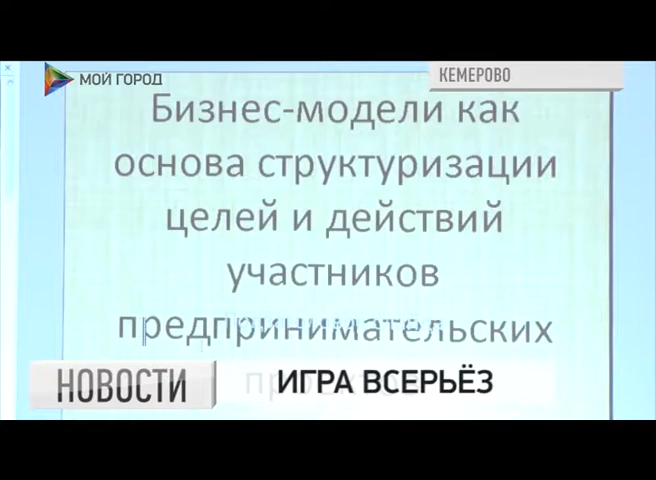 МОЙ ГОРОД
КЕМЕРОВО
Бизнес-модели как
основа структуризации
целей и действий
участников
предпринимательских
НОВОСТИ
ИГРА ВСЕРЬЁЗ